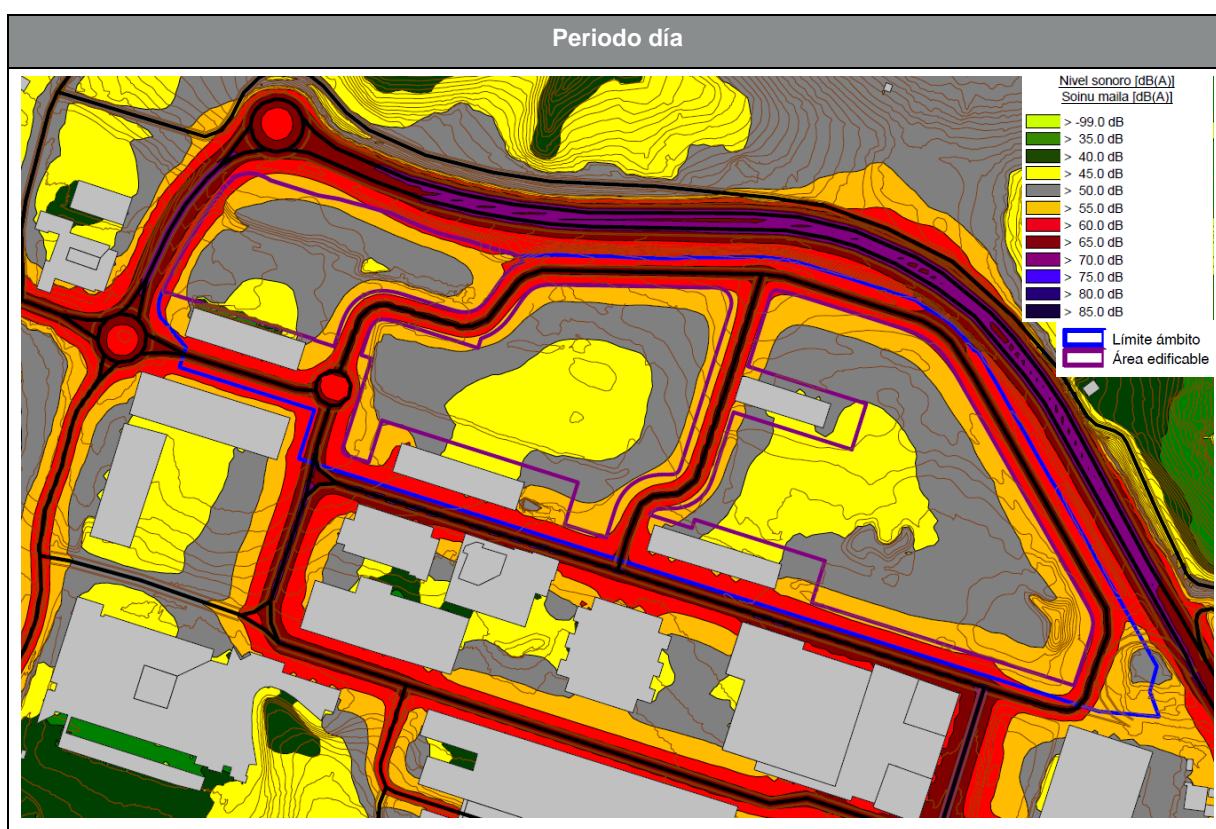 Periodo día
Nivel sonoro [dB(A)]
Soinu maila [dB(A)]
> -99.0 dB
> 35.0 dB
> 40.0 dB
> 45.0 dB
> 50.0 dB
> 55.0 dB
> 60.0 dB
> 65.0 dB
> 70.0 dB
> 75.0 dB
> 80.0 dB
> 85.0 dB
Límite ámbito
Área edificable